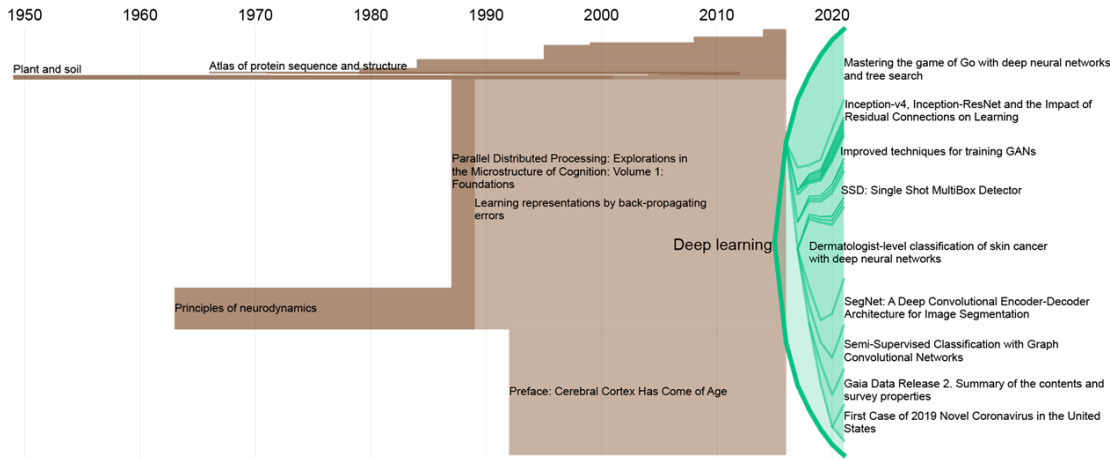 1950 1960 1970 1980 1990 2000 2010 2020
Plant and soil
Atlas of protein sequence and structure
Mastering the game of Go with deep neural networks
and tree search
Inception-v4, Inception-ResNet and the Impact of
Residual Connections on Learning
Improved techniques for training GANs
Parallel Distributed Processing: Explorations in
the Microstructure of Cognition: Volume 1:
Foundations
SSD: Single Shot MultiBox Detector
Learning representations by back-propagating
errors
Deep learning
Dermatologist-level classification of skin cancer
with deep neural networks
Principles of neurodynamics
SegNet: A Deep Convolutional Encoder-Decoder
Architecture for Image Segmentation
Semi-Supervised Classification with Graph
Convolutional Networks
Preface: Cerebral Cortex Has Come of Age
Gaia Data Release 2. Summary of the contents and
survey properties
First Case of 2019 Novel Coronavirus in the United
States